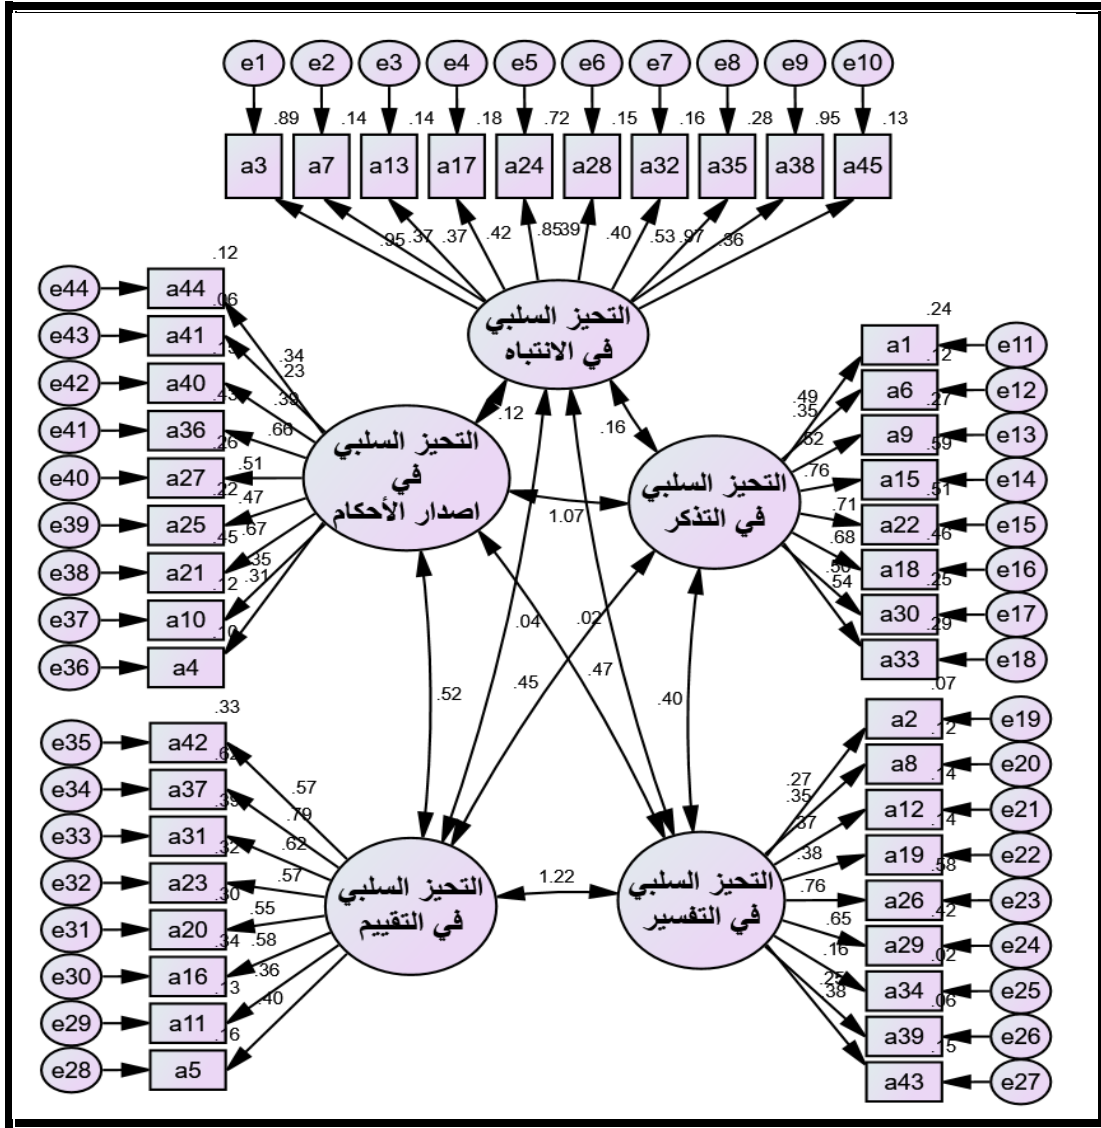 e1 e2 e3 e4 e5 e6 e7 e8 e9 e10
.89 .14 .14 .18 .72 .15 .16 .28 .95 .13
a3 a7 a13 a17 a24 a28 a32 a35 a38 a45
.95 .37 .37 .42 .85 .39 .40 .53 .97 .36
التحيز السلبي
في الانتباه
.12
e44 a44
.06
e43 a41
e42 a40
.43
e41 a36
.26
e40 a27
.22
e39 a25
.45
e38 a21
.12
e37 a10
.10
e36 a4
.34
.23
.39
.66
.51
.47
.67
.35
.31
التحيز السلبي
في
اصدار الأحكام
.24
a1 e11
.12
a6 e12
.27
a9 e13
.59
a15 e14
.51
a22 e15
.46
a18 e16
.25
a30 e17
.29
a33 e18
.49
.35
.52
.76
.71
.68
.50
.54
التحيز السلبي
في التذكر
.12
.16
1.07
.04
.02
.45
.47
.52
.40
1.22
.33
e35 a42
.62
e34 a37
.39
e33 a31
.32
e32 a23
.30
e31 a20
.34
e30 a16
.13
e29 a11
.16
e28 a5
.57
.79
.62
.57
.55
.58
.36
.40
التحيز السلبي
في التقييم
.07
a2 e19
.12
a8 e20
.14
a12 e21
.14
a19 e22
.58
a26 e23
.42
a29 e24
.02
a34 e25
.06
a39 e26
.15
a43 e27
.27
.35
.37
.38
.76
.65
.16
.25
.38
التحيز السلبي
في التفسير